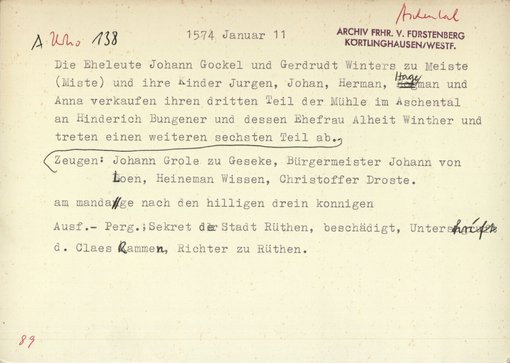 Aschental
A Urko 138
1574 Januar 11
ARCHIV FRHR. V. FÜRSTENBERG
KÖRTLINGHAUSEN/WESTF.
Die Eheleute Johann Gockel und Gerdrudt Winters zu Meiste
(Miste) und ihre Kinder Jurgen, Johan, Herman, Hageman und
Anna verkaufen ihren dritten Teil der Mühle im Aschental
an Hinderich Bungener und dessen Ehefrau Alheit Winther und
treten einen weiteren sechsten Teil ab.
Zeugen: Johann Grole zu Geseke, Bürgermeister Johann von
Loen, Heineman Wissen, Christoffer Droste.
am mandage nach den hilligen drein konnigen
Ausf.- Perg.; Sekret der Stadt Rüthen, beschädigt, Unterschrift
d. Claes Rammen, Richter zu Rüthen.
89